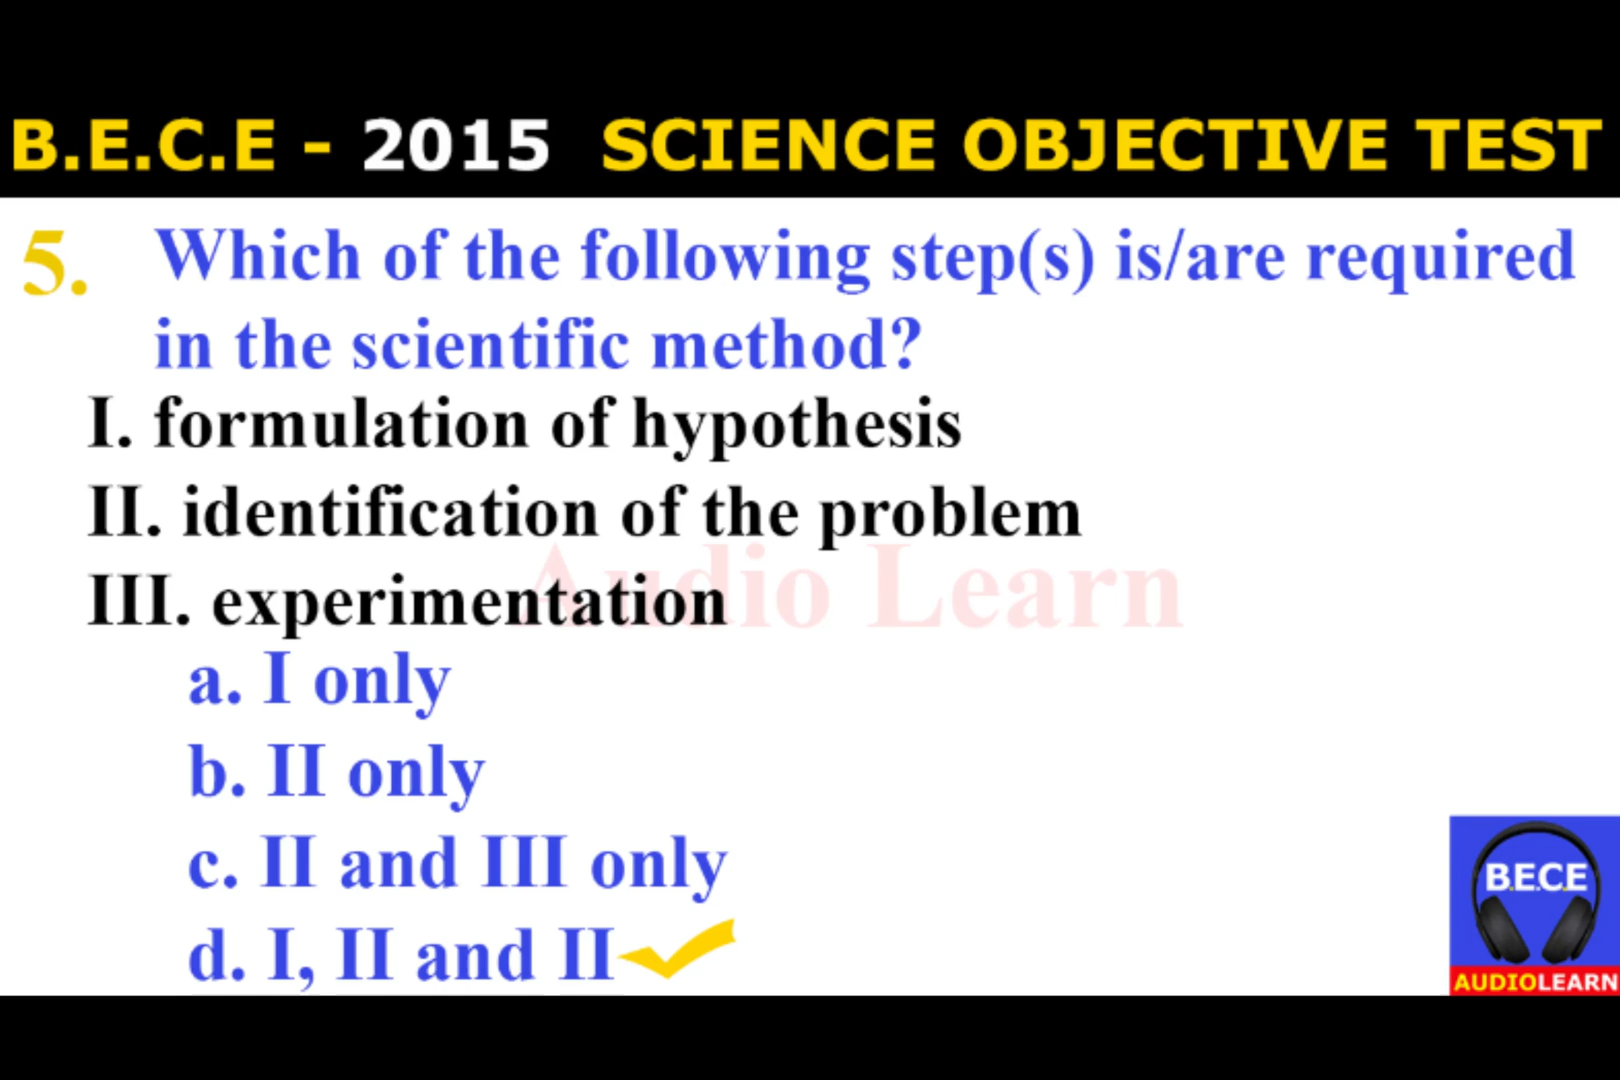 B.E.C.E - 2015 SCIENCE OBJECTIVE TEST
5. Which of the following step(s) is/are required
in the scientific method?
I. formulation of hypothesis
II. identification of the problem
III. experimentation
Audio Learn
a. I only
b. II only
c. II and III only
d. I, II and II
B.E.C.E
AUDIOLEARN